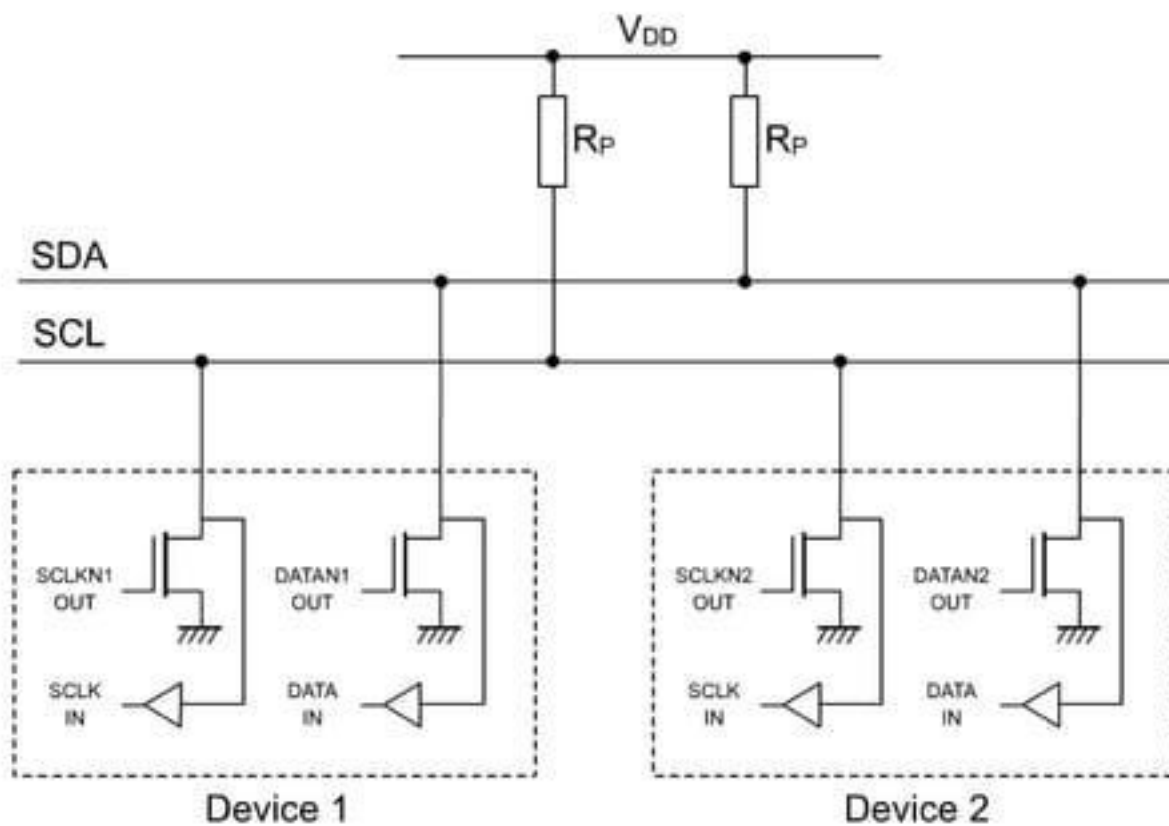 VDD
RP RP
SDA
SCL
SCLKN1 DATAN1 SCLKN2 DATAN2
OUT OUT OUT OUT
SCLK DATA SCLK DATA
IN IN IN IN
Device 1 Device 2